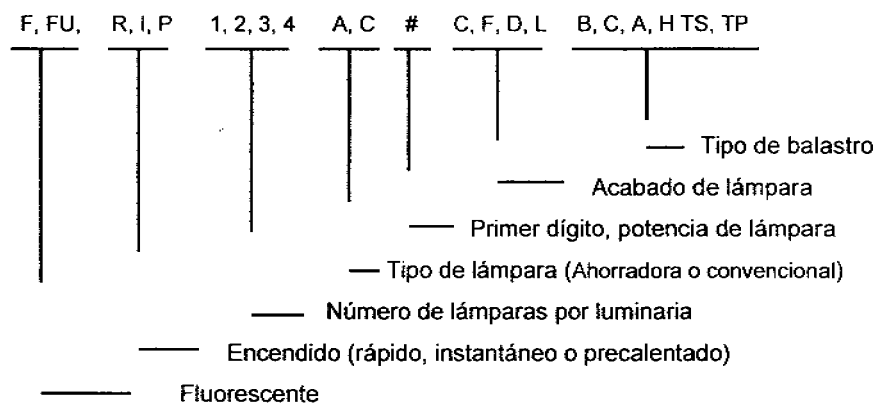 F, FU, R, I, P 1, 2, 3, 4 A, C # C, F, D, L B, C, A, H TS, TP
Tipo de balastro
Acabado de lámpara
Primer dígito, potencia de lámpara
Tipo de lámpara (Ahorradora o convencional)
Número de lámparas por luminaria
Encendido (rápido, instantáneo o precalentado)
Fluorescente